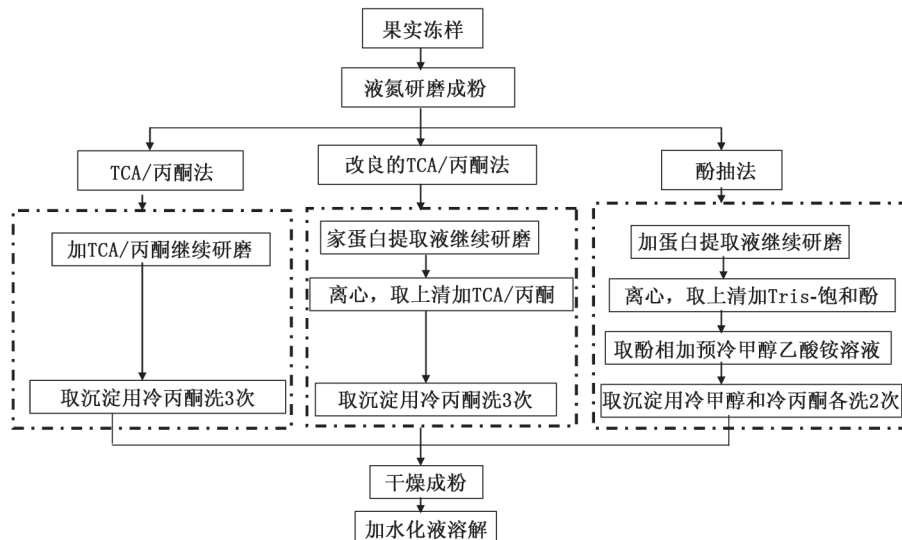 果实冻样
液氮研磨成粉
TCA/丙酮法
改良的TCA/丙酮法
酚抽法
加TCA/丙酮继续研磨
家蛋白提取液继续研磨
加蛋白提取液继续研磨
离心，取上清加TCA/丙酮
离心，取上清加Tris-饱和酚
取酚相加预冷甲醇乙酸铵溶液
取沉淀用冷丙酮洗3次
取沉淀用冷丙酮洗3次
取沉淀用冷甲醇和冷丙酮各洗2次
干燥成粉
加水化液溶解